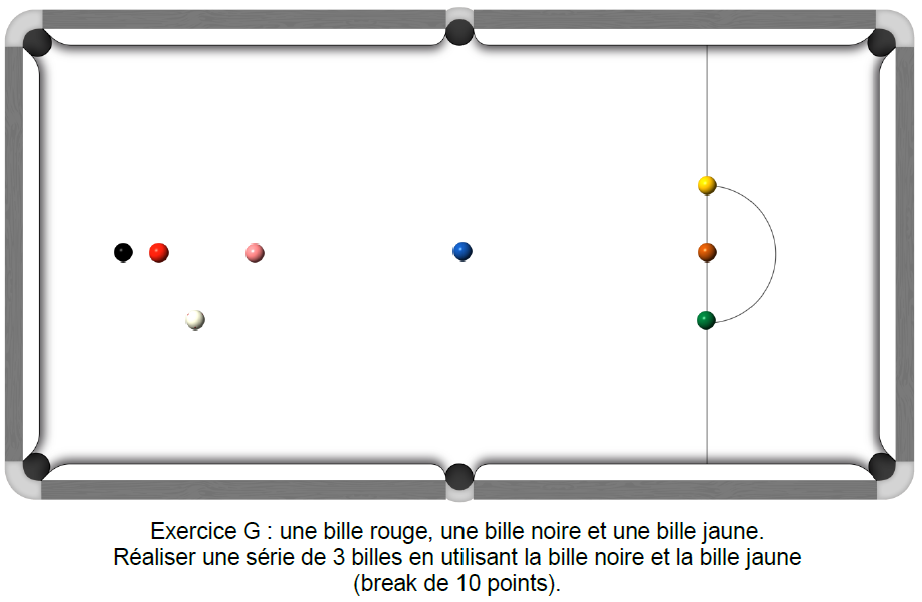 Exercice G : une bille rouge, une bille noire et une bille jaune.
Réaliser une série de 3 billes en utilisant la bille noire et la bille jaune
(break de 10 points).